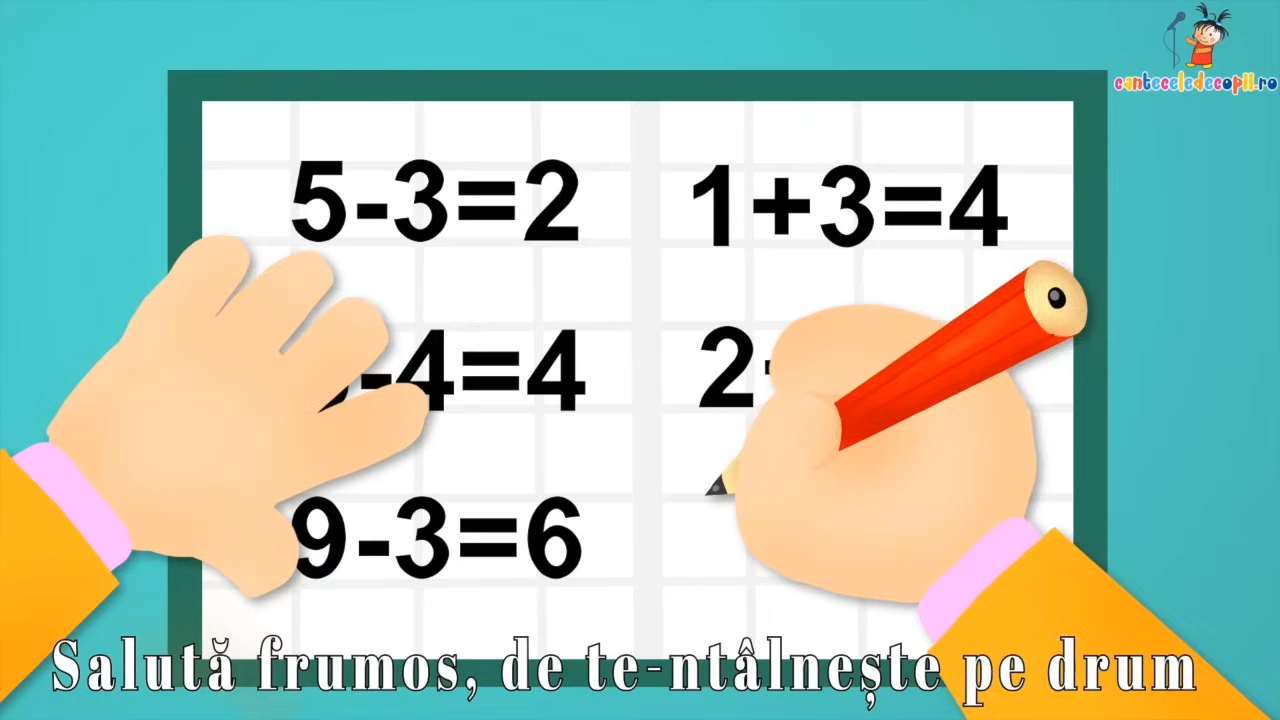 canteceledecopii.ro
5-3=2
1+3=4
-4=4
2
9-3=6
Salută frumos, de te-ntâlnește pe drum